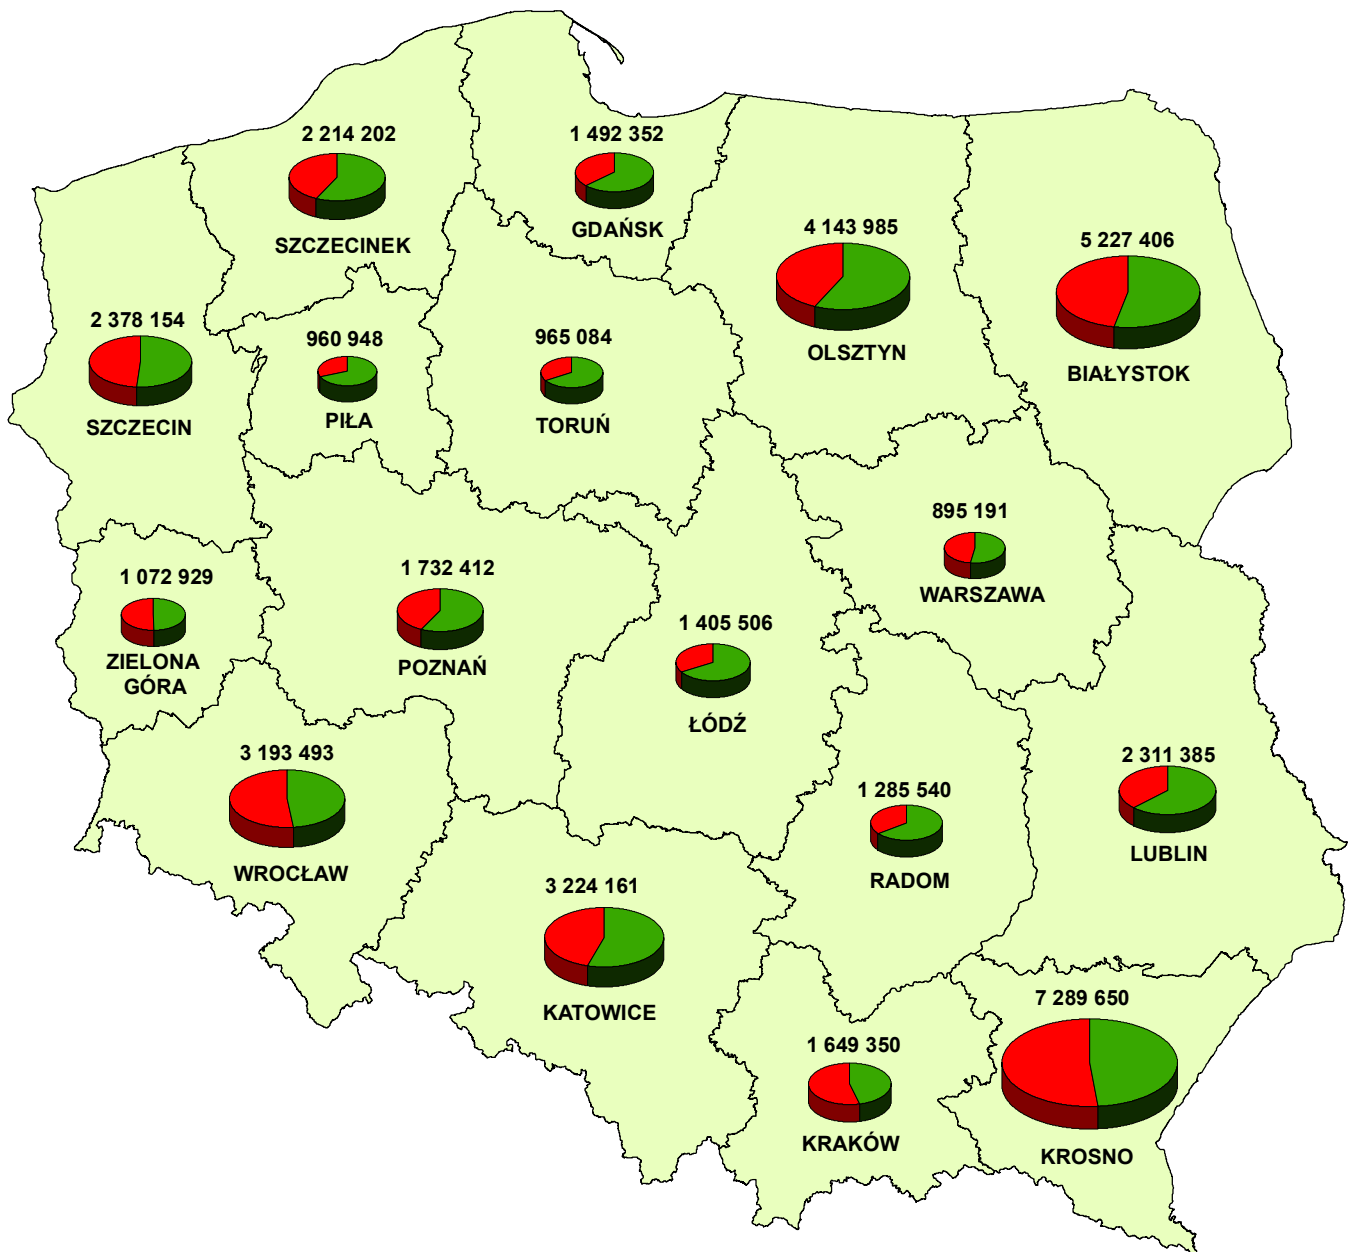 2 214 202
SZCZECINEK
1 492 352
GDAŃSK
4 143 985
OLSZTYN
5 227 406
BIAŁYSTOK
2 378 154
SZCZECIN
960 948
PIŁA
965 084
TORUŃ
895 191
WARSZAWA
1 072 929
ZIELONA
GÓRA
1 732 412
POZNAŃ
1 405 506
ŁÓDŹ
3 193 493
WROCŁAW
1 285 540
RADOM
2 311 385
LUBLIN
3 224 161
KATOWICE
1 649 350
KRAKÓW
7 289 650
KROSNO